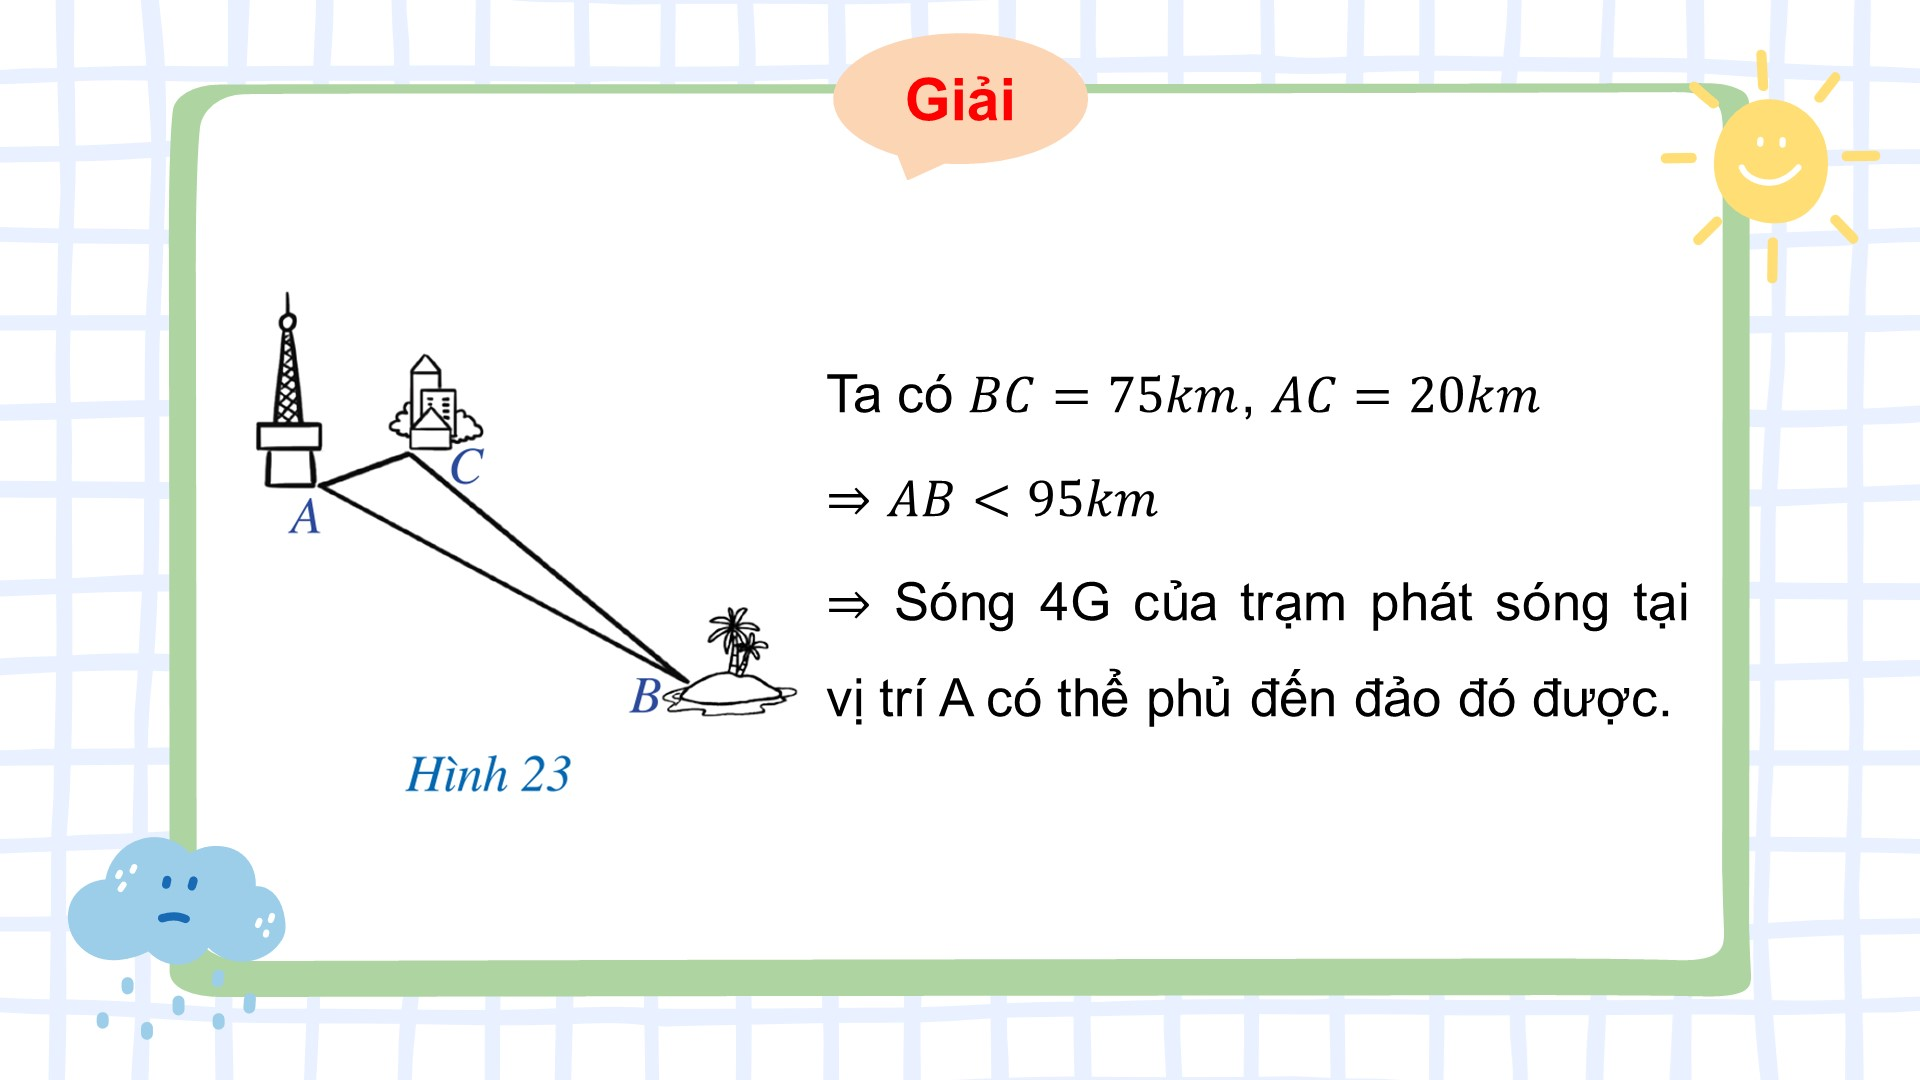 Giải
Ta có BC = 75km, AC = 20km
⇒ AB < 95km
⇒ Sóng 4G của trạm phát sóng tại
vị trí A có thể phủ đến đảo đó được.
C
A
B
Hình 23